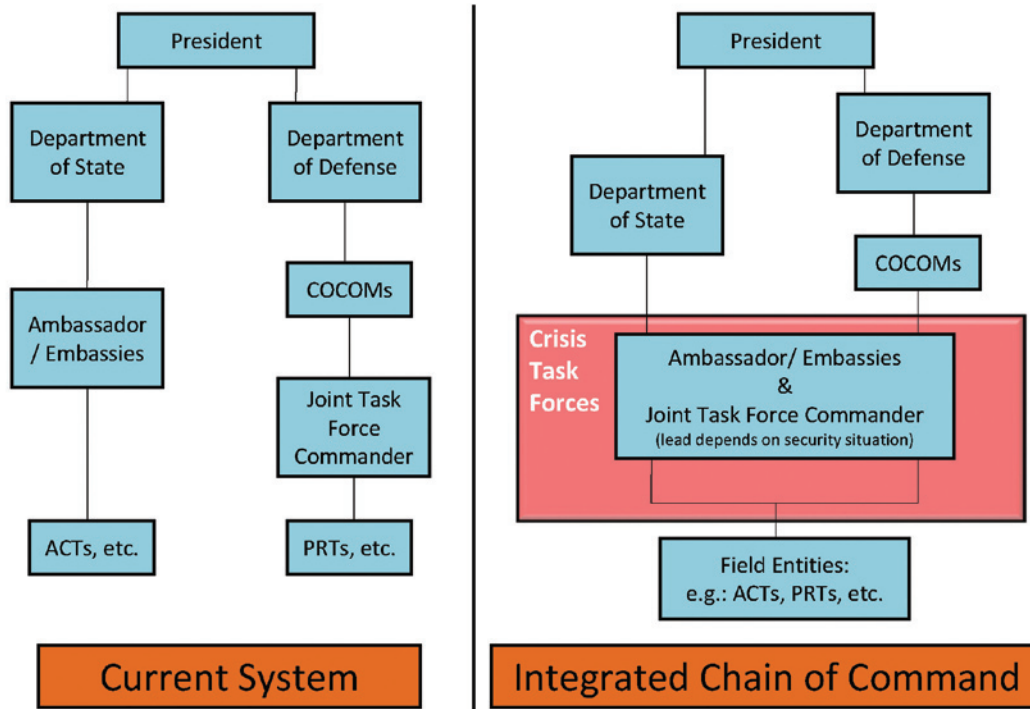 President
Department
of State
Department
of Defense
COCOMs
Ambassador
/ Embassies
Joint Task
Force
Commander
ACTs, etc.
PRTs, etc.
Current System
President
Department
of Defense
Department
of State
COCOMs
Crisis
Task
Forces
Ambassador/ Embassies
&
Joint Task Force Commander
(lead depends on security situation)
Field Entities:
e.g.: ACTs, PRTs, etc.
Integrated Chain of Command